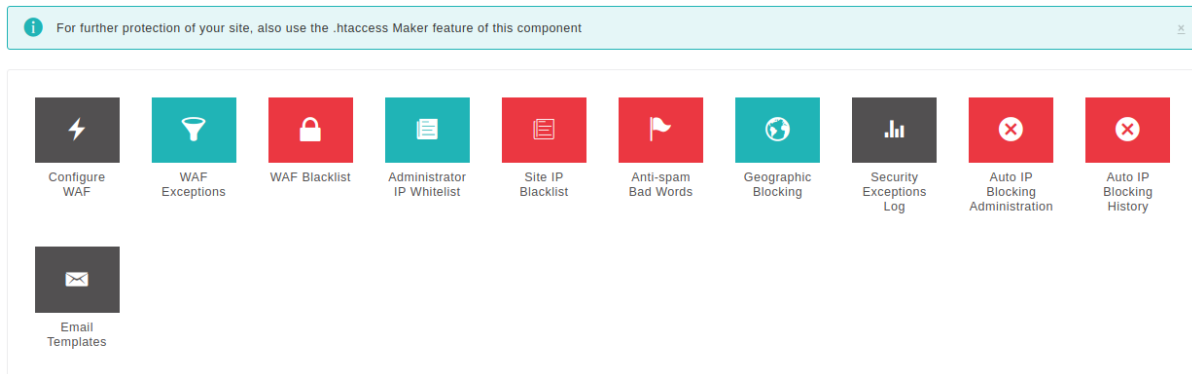 For further protection of your site, also use the .htaccess Maker feature of this component
×
Configure
WAF
WAF
Exceptions
WAF Blacklist
Administrator
IP Whitelist
Site IP
Blacklist
Anti-spam
Bad Words
Geographic
Blocking
Security
Exceptions
Log
Auto IP
Blocking
Administration
Auto IP
Blocking
History
Email
Templates